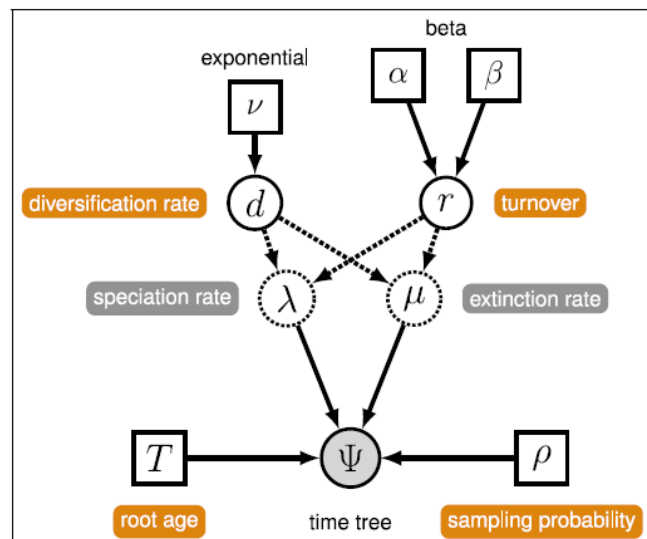 beta
exponential
α
β
ν
diversification rate
d
r
turnover
speciation rate
λ
μ
extinction rate
T
Ψ
ρ
root age
time tree
sampling probability